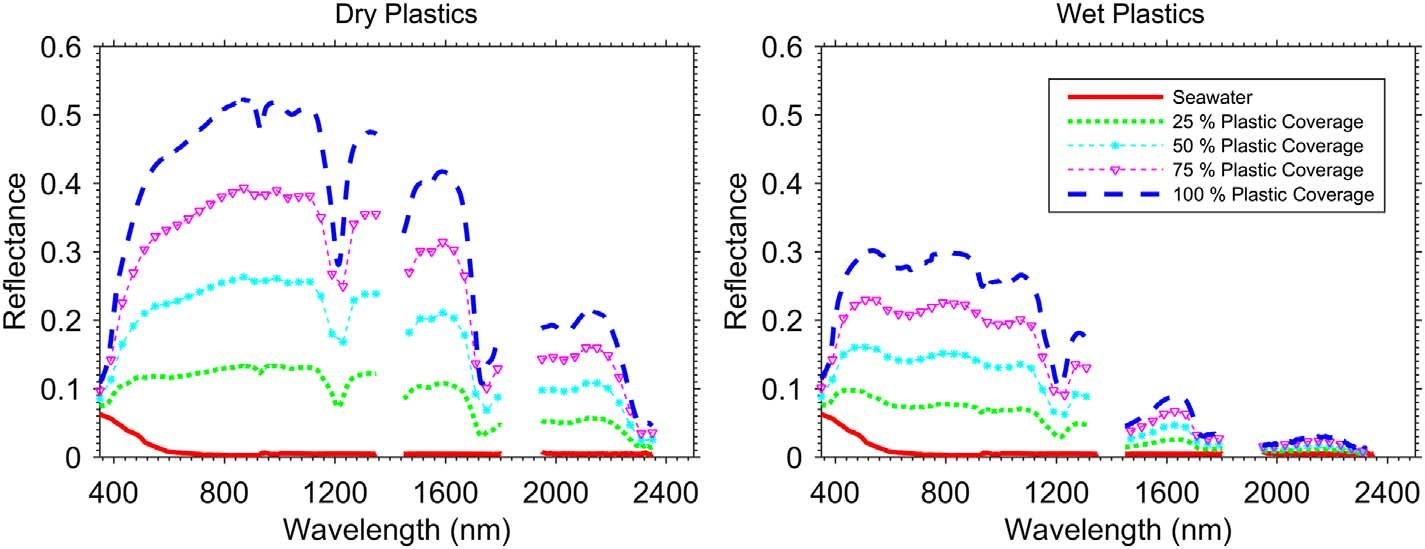 Dry Plastics
0.6
0.5
0.4
0.3
0.2
0.1
0
Reflectance
400 800 1200 1600 2000 2400
Wavelength (nm)
Wet Plastics
0.6
0.5
0.4
0.3
0.2
0.1
0
Reflectance
400 800 1200 1600 2000 2400
Wavelength (nm)
Seawater
25 % Plastic Coverage
50 % Plastic Coverage
75 % Plastic Coverage
100 % Plastic Coverage